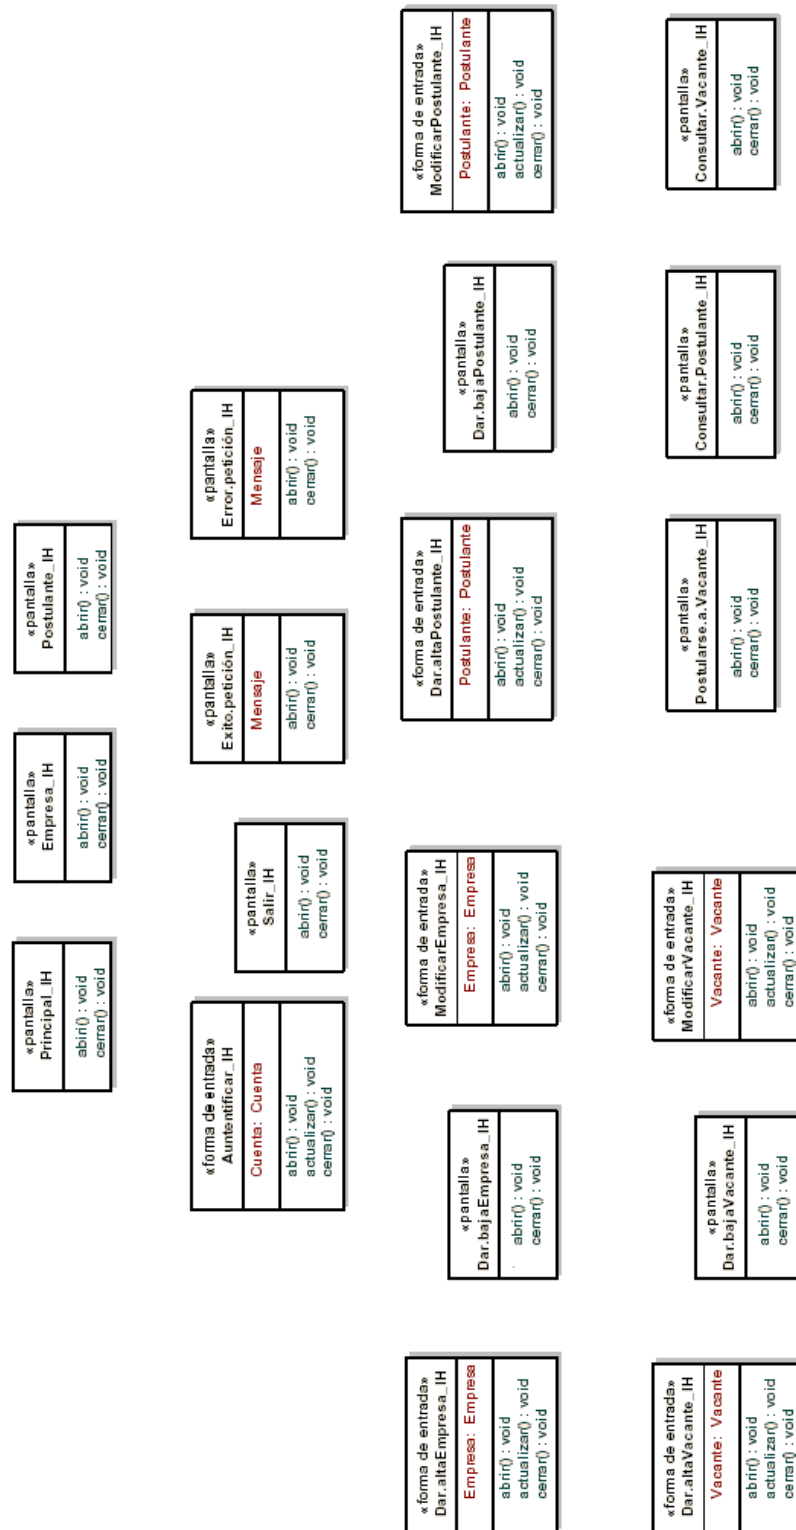 «pantalla»
Principal_IH
abiri() : void
cerrar() : void
«pantalla»
Empresa_IH
abrir() : void
cerrar() : void
«pantalla»
Postulante_IH
abrir() : void
cerrar() : void
«forma de entrada»
Auntentificar_IH
Cuenta: Cuenta
abrir() : void
actualizar() : void
cerrar() : void
«pantalla»
Salir_IH
abrir() : void
cerrar() : void
«pantalla»
Exito.petición_IH
Mensaje
abrir() : void
cerrar() : void
«pantalla»
Error.petición_IH
Mensaje
abrir() : void
cerrar() : void
«forma de entrada»
Dar.altaEmpresa_IH
Empresa: Empresa
abrir() : void
actualizar() : void
cerrar() : void
«pantalla»
Dar.bajaEmpresa_IH
abrir() : void
cerrar() : void
«forma de entrada»
ModificarEmpresa_IH
Empresa: Empresa
abrir() : void
actualizar() : void
cerrar() : void
«forma de entrada»
Dar.altaPostulante_IH
Postulante: Postulante
abrir() : void
actualizar() : void
cerrar() : void
«pantalla»
Dar.bajaPostulante_IH
abrir() : void
cerrar() : void
«forma de entrada»
ModificarPostulante_IH
Postulante: Postulante
abrir() : void
actualizar() : void
cerrar() : void
«forma de entrada»
Dar.altaVacante_IH
Vacante: Vacante
abrir() : void
actualizar() : void
cerrar() : void
«pantalla»
Dar.bajaVacante_IH
abrir() : void
cerrar() : void
«forma de entrada»
ModificarVacante_IH
Vacante: Vacante
abrir() : void
actualizar() : void
cerrar() : void
«pantalla»
Postularse.a.Vacante_IH
abrir() : void
cerrar() : void
«pantalla»
Consultar.Postulante_IH
abrir() : void
cerrar() : void
«pantalla»
Consultar.Vacante_IH
abrir() : void
cerrar() : void